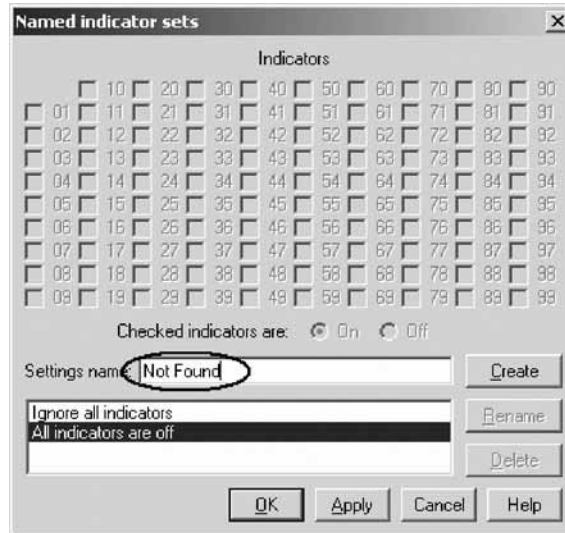 Named indicator sets
Indicators
10 20 30 40 50 60 70 80 90
01 11 21 31 41 51 61 71 81 91
02 12 22 32 42 52 62 72 82 92
03 13 23 33 43 53 63 73 83 93
04 14 24 34 44 54 64 74 84 94
05 15 25 35 45 55 65 75 85 95
06 16 26 36 46 56 66 76 86 96
07 17 27 37 47 57 67 77 87 97
08 18 28 38 48 58 68 78 88 98
09 19 29 39 49 59 69 79 89 99
Checked indicators are: On Off
Settings name: Not Found Create
Ignore all indicators Rename
All indicators are off
Delete
OK Apply Cancel Help